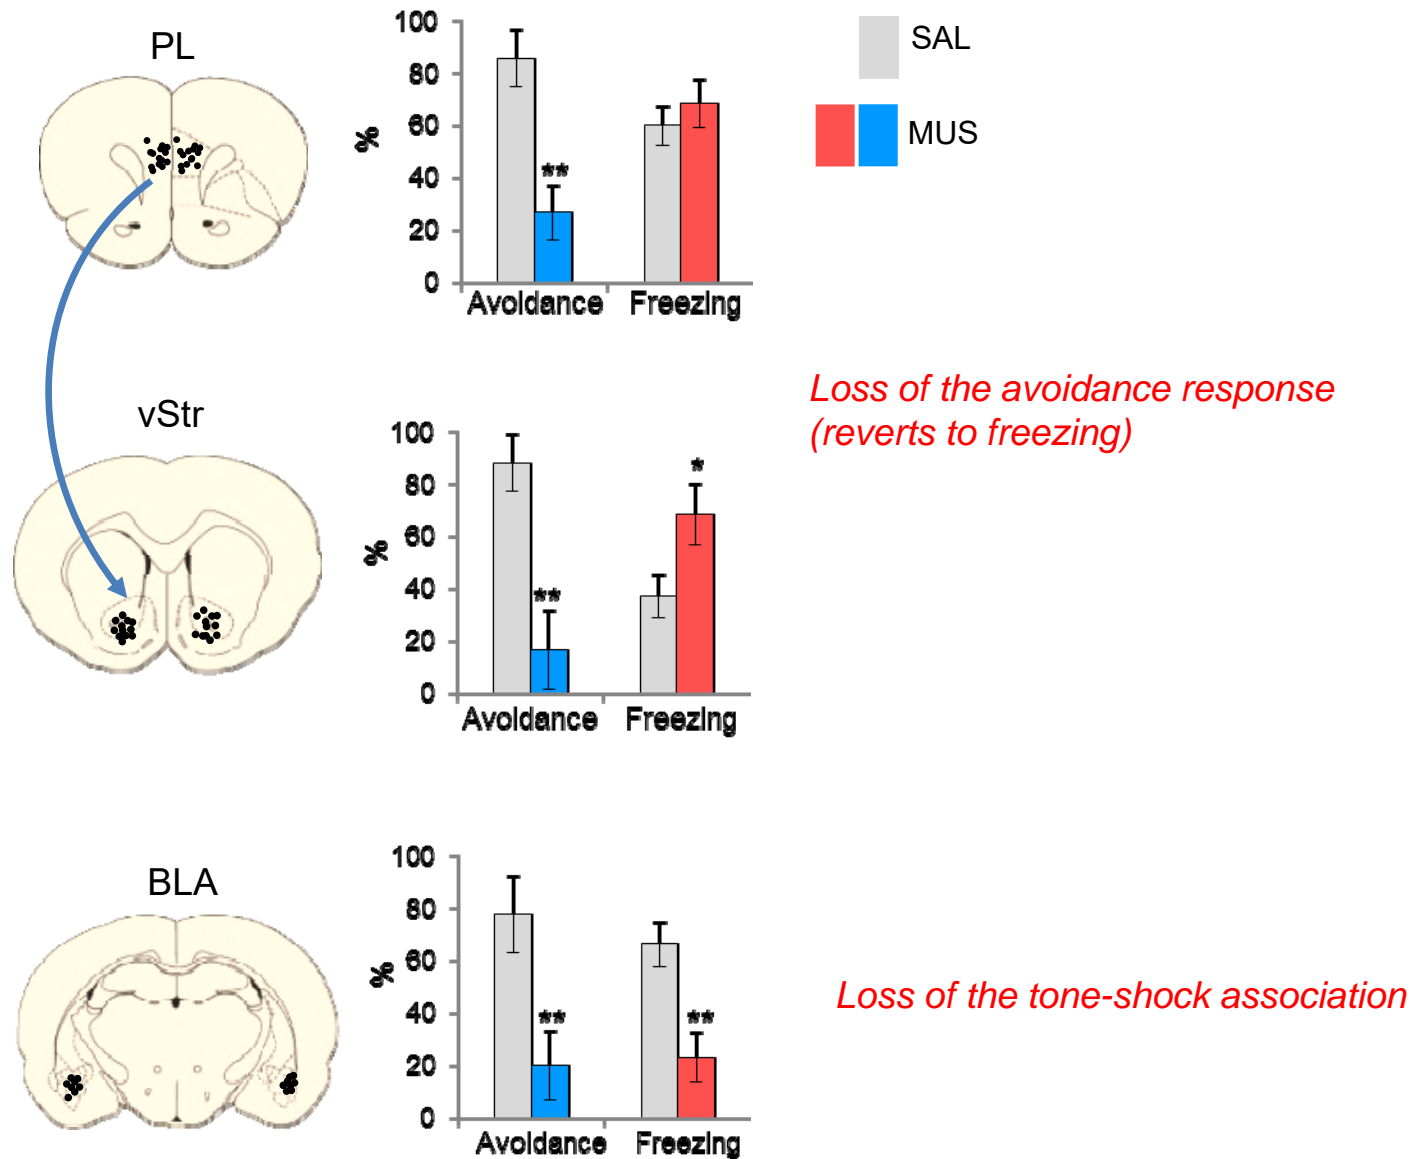 PL
100
80
60
40
20
0
%
**
Avoidance Freezing
SAL
MUS
Loss of the avoidance response
(reverts to freezing)
vStr
100
80
60
40
20
0
%
**
*
Avoidance Freezing
BLA
100
80
60
40
20
0
%
**
**
Avoidance Freezing
Loss of the tone-shock association